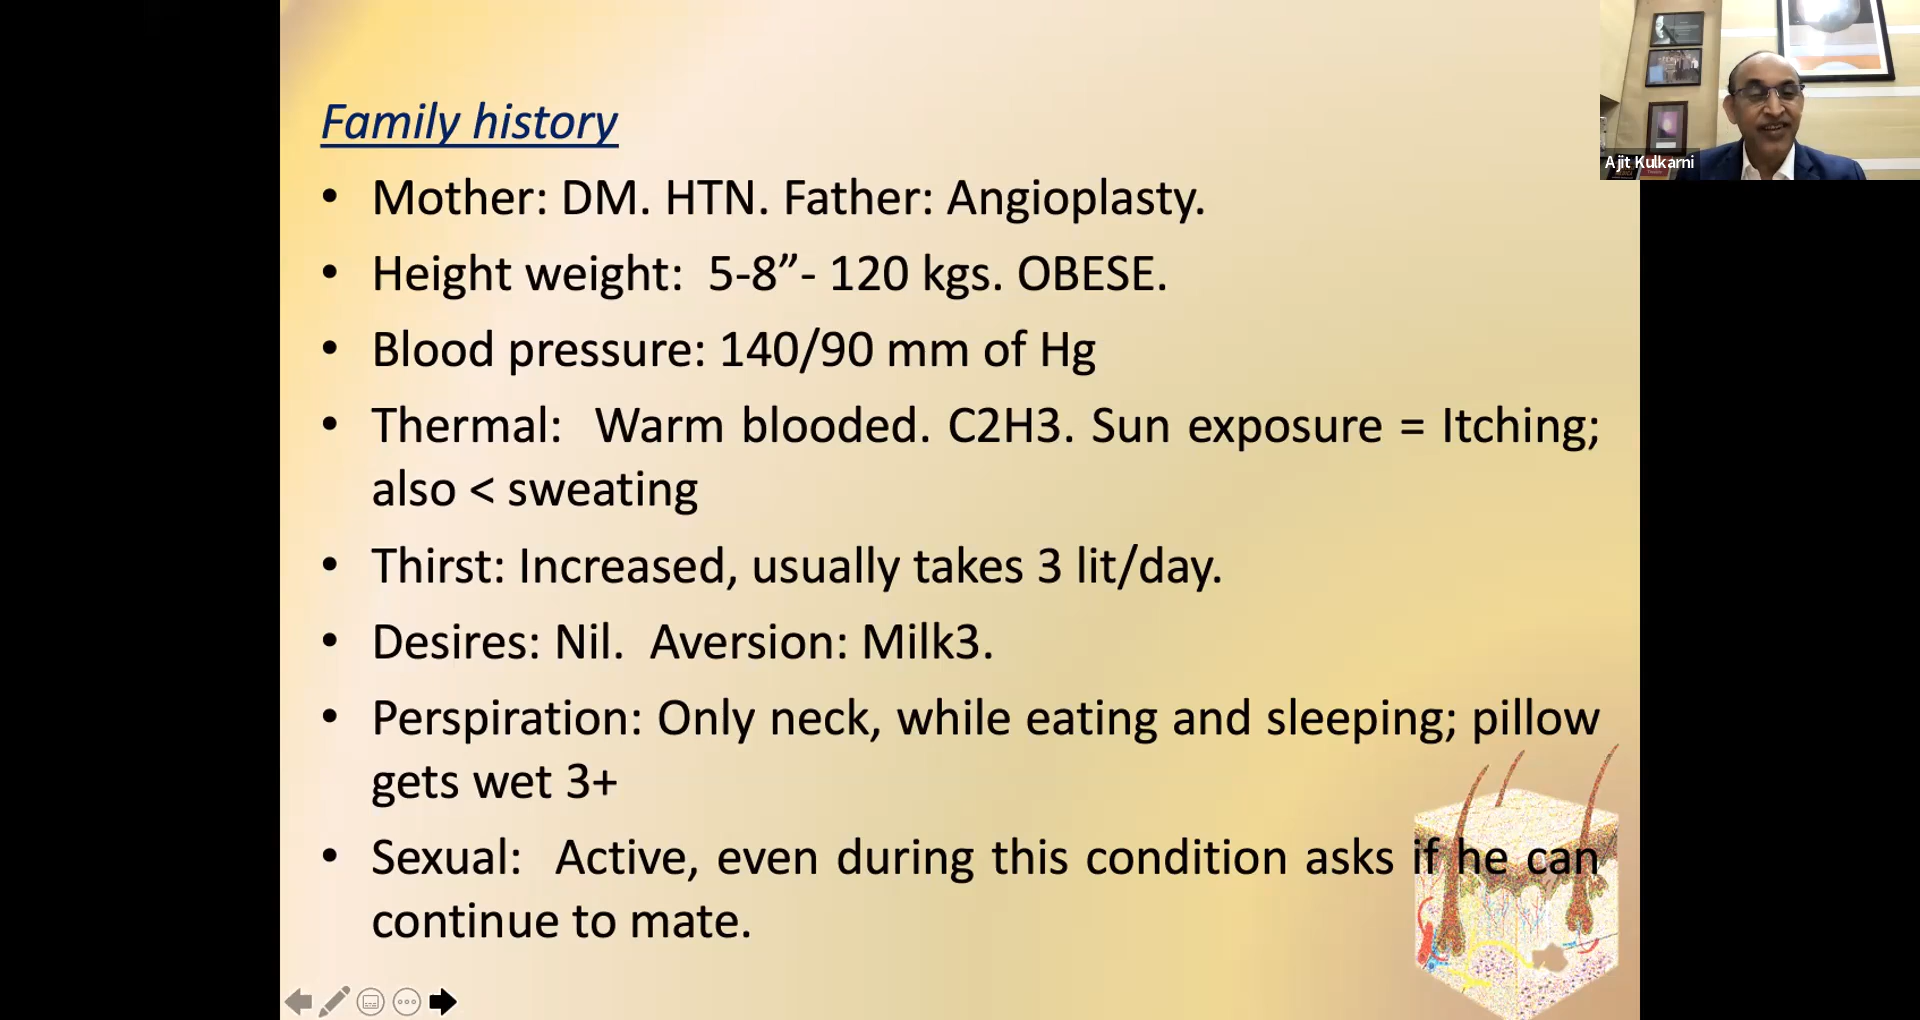 Ajit Kulkarni
Family history
• Mother: DM. HTN. Father: Angioplasty.
• Height weight: 5-8”- 120 kgs. OBESE.
• Blood pressure: 140/90 mm of Hg
• Thermal: Warm blooded. C2H3. Sun exposure = Itching;
also < sweating
• Thirst: Increased, usually takes 3 lit/day.
• Desires: Nil. Aversion: Milk3.
• Perspiration: Only neck, while eating and sleeping; pillow
gets wet 3+
• Sexual: Active, even during this condition asks if he can
continue to mate.